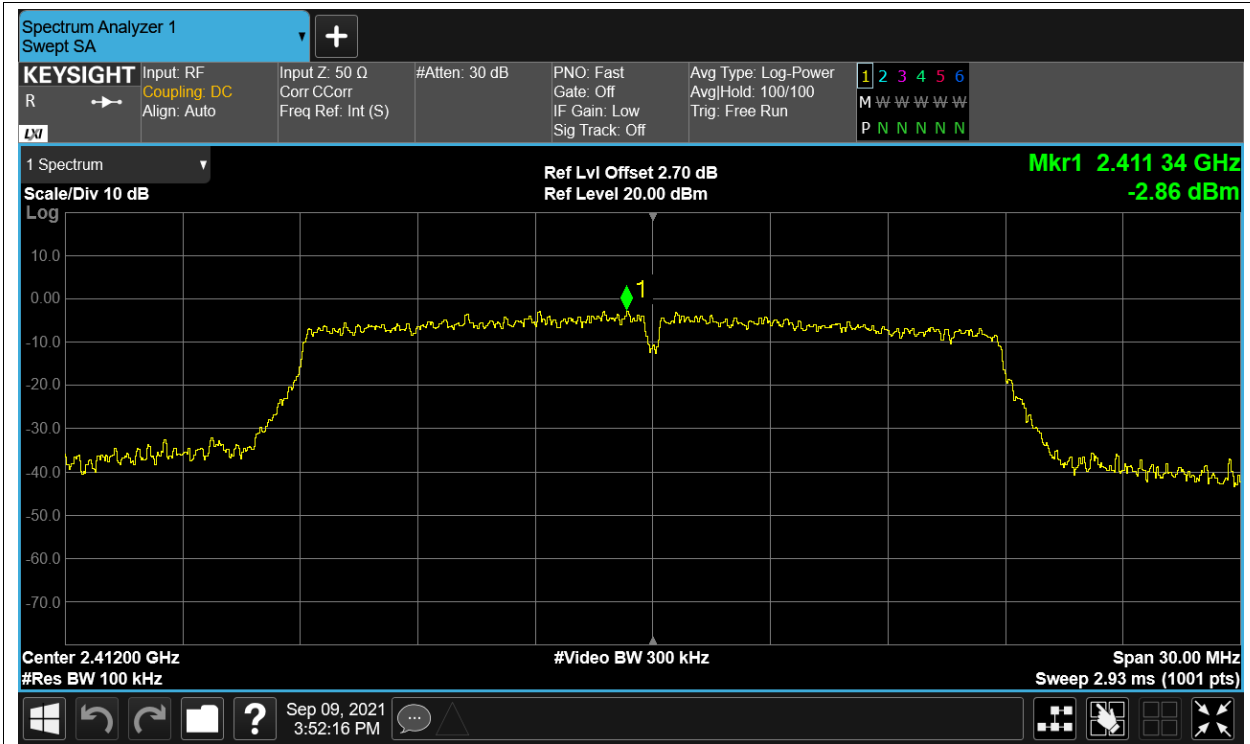 Spectrum Analyzer 1
Swept SA
KEYSIGHT
R
LXI
Input: RF
Coupling: DC
Align: Auto
Input Z: 50 Ω
Corr CCorr
Freq Ref: Int (S)
#Atten: 30 dB
PNO: Fast
Gate: Off
IF Gain: Low
Sig Track: Off
Avg Type: Log-Power
Avg|Hold: 100/100
Trig: Free Run
1 2 3 4 5 6
M W W W W W
P N N N N N
1 Spectrum
Scale/Div 10 dB
Log
Ref Lvl Offset 2.70 dB
Ref Level 20.00 dBm
Mkr1 2.411 34 GHz
-2.86 dBm
10.0
0.00
1
-10.0
-20.0
-30.0
-40.0
-50.0
-60.0
-70.0
Center 2.41200 GHz
#Video BW 300 kHz
Span 30.00 MHz
#Res BW 100 kHz
Sweep 2.93 ms (1001 pts)
?
Sep 09, 2021
3:52:16 PM